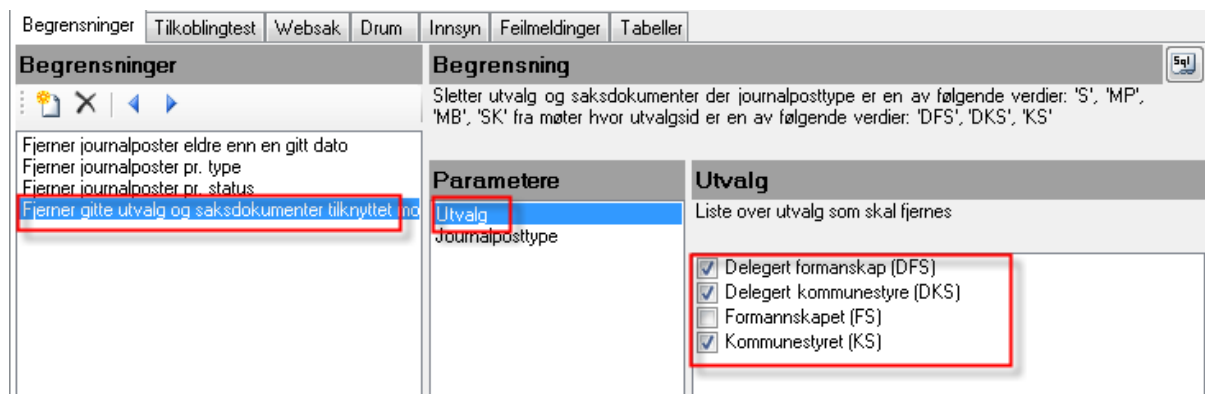 Begrensninger Tilkoblingtest Websak Drum Innsyn Feilmeldinger Tabeller
Begrensninger
Fjerner journalposter eldre enn en gitt dato
Fjerner journalposter pr. type
Fjerner journalposter pr. status
Fjerner gitte utvalg og saksdokumenter tilknyttet mo
Begrensning
Sql
Sletter utvalg og saksdokumenter der journalposttype er en av følgende verdier: 'S', 'MP',
'MB', 'SK' fra møter hvor utvalgsid er en av følgende verdier: 'DFS', 'DKS', 'KS'
Parametere
Utvalg
Journalposttype
Utvalg
Liste over utvalg som skal fjernes
Delegert formanskap (DFS)
Delegert kommunestyre (DKS)
Formannskapet (FS)
Kommunestyret (KS)